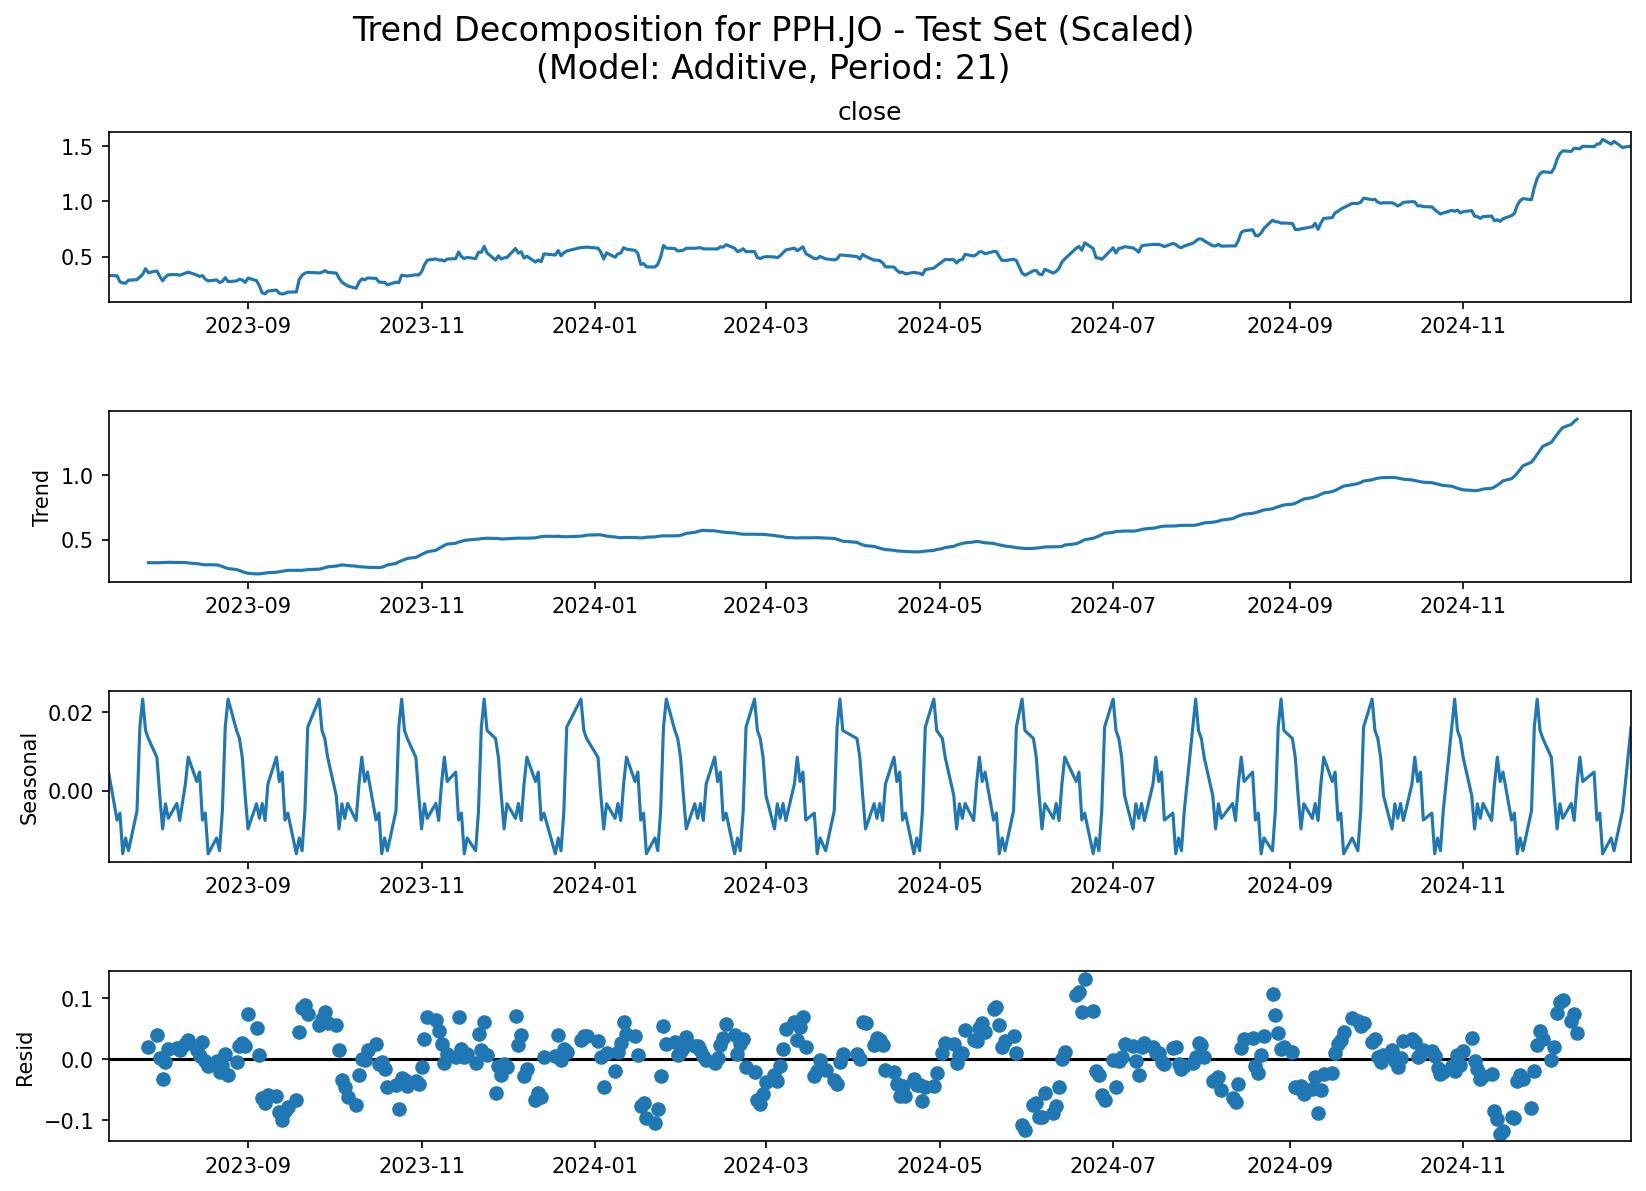 Trend Decomposition for PPH.JO - Test Set (Scaled)
(Model: Additive, Period: 21)
close
1.5
1.0
0.5
2023-09 2023-11 2024-01 2024-03 2024-05 2024-07 2024-09 2024-11
Trend
1.0
0.5
2023-09 2023-11 2024-01 2024-03 2024-05 2024-07 2024-09 2024-11
Seasonal
0.02
0.00
2023-09 2023-11 2024-01 2024-03 2024-05 2024-07 2024-09 2024-11
Resid
0.1
0.0
−0.1
2023-09 2023-11 2024-01 2024-03 2024-05 2024-07 2024-09 2024-11